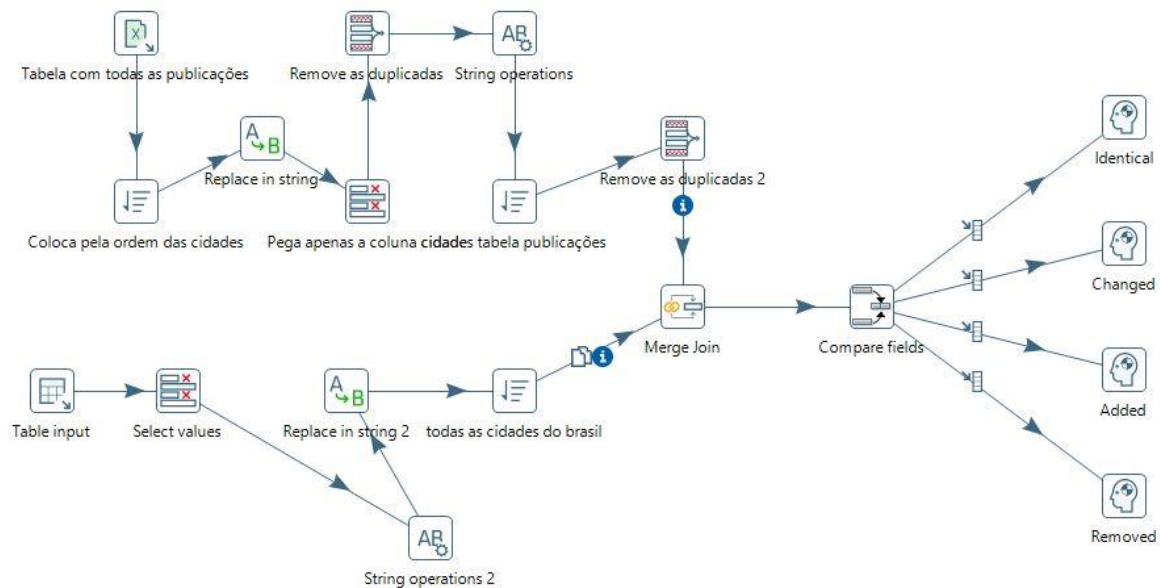 Tabela com todas as publicações
Remove as duplicadas
String operations
Replace in string
Remove as duplicadas 2
Coloca pela ordem das cidades
Pega apenas a coluna cidades tabela publicações
Identical
Changed
Merge Join
Compare fields
Added
Table input
Select values
Replace in string 2
todas as cidades do brasil
Removed
String operations 2